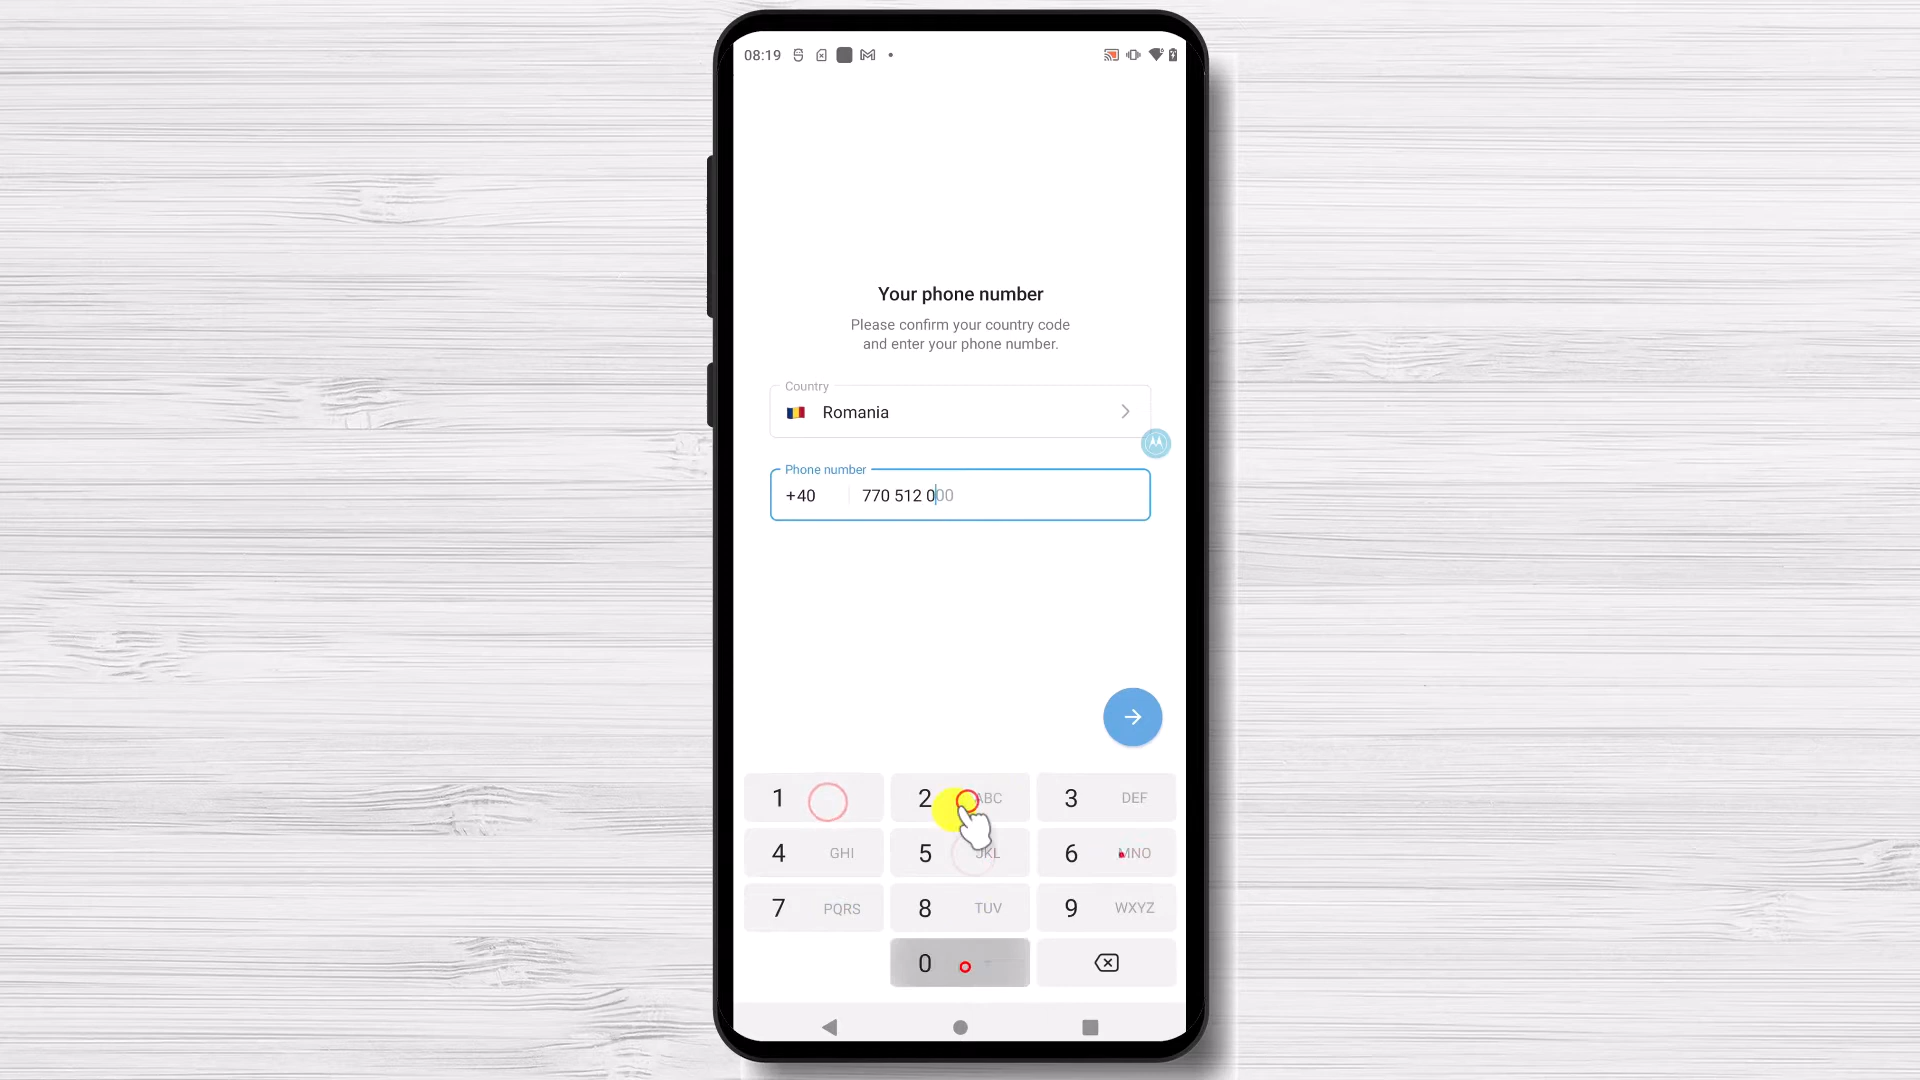 08:19
Your phone number
Please confirm your country code
and enter your phone number.
Country
Romania
Phone number
+40 770 512 000
1
2 ABC
3 DEF
4 GHI
5 JKL
6 MNO
7 PQRS
8 TUV
9 WXYZ
0